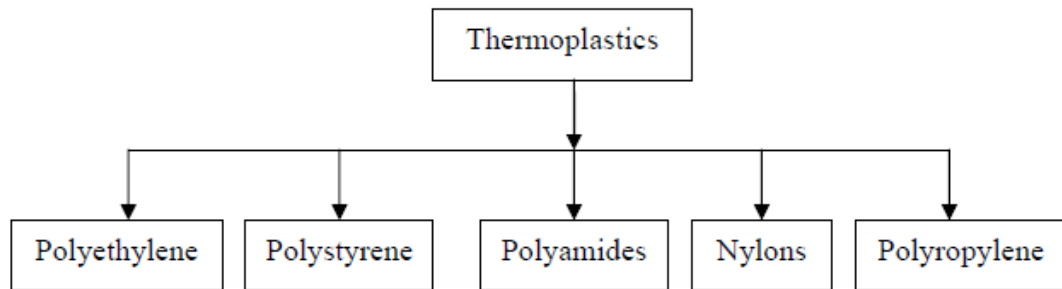 Thermoplastics
Polyethylene
Polystyrene
Polyamides
Nylons
Polyropylene